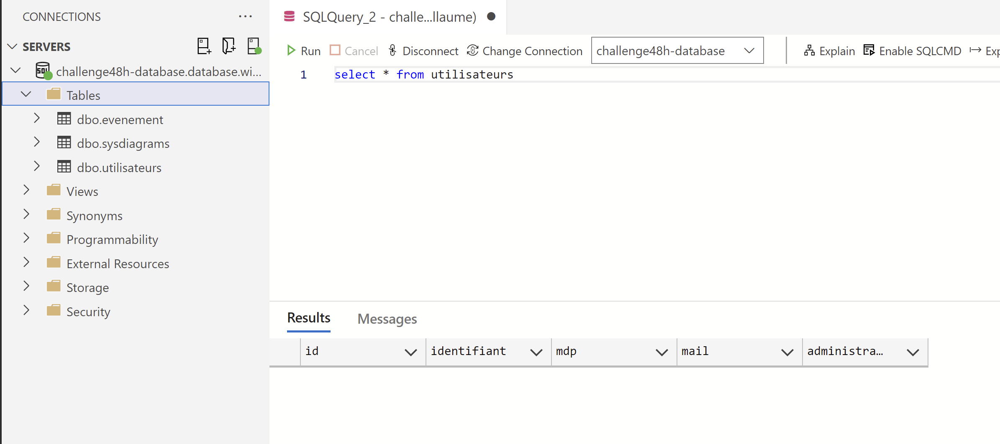 CONNECTIONS ...
SERVERS
challenge48h-database.database.wi...
Tables
dbo.evenement
dbo.sysdiagrams
dbo.utilisateurs
Views
Synonyms
Programmability
External Resources
Storage
Security
SQLQuery_2 - challe...llaume)
Run Cancel Disconnect Change Connection challenge48h-database Explain Enable SQLCMD Exp
1 select * from utilisateurs
Results Messages
id identifiant mdp mail administra...